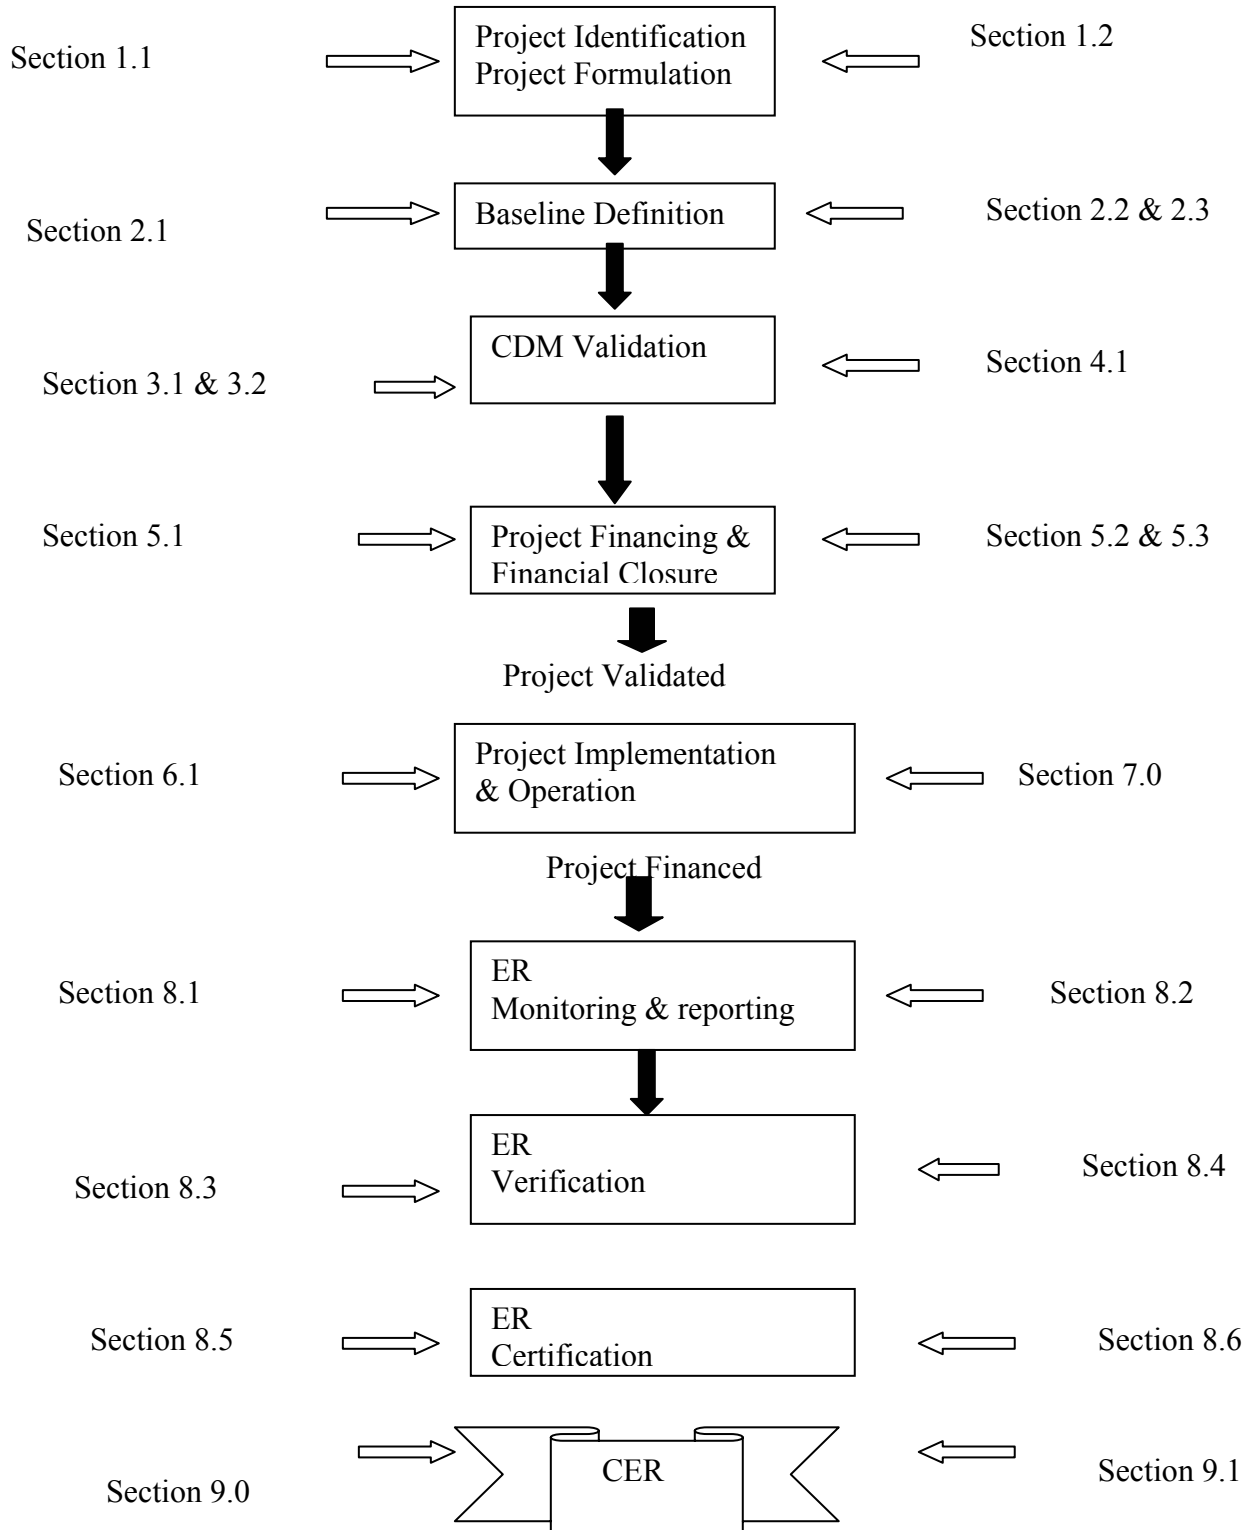 Section 1.1
Project Identification
Project Formulation
Section 1.2
Section 2.1
Baseline Definition
Section 2.2 & 2.3
CDM Validation
Section 3.1 & 3.2
Section 4.1
Section 5.1
Project Financing &
Financial Closure
Section 5.2 & 5.3
Project Validated
Section 6.1
Project Implementation
& Operation
Section 7.0
Project Financed
Section 8.1
ER
Monitoring & reporting
Section 8.2
Section 8.3
ER
Verification
Section 8.4
Section 8.5
ER
Certification
Section 8.6
Section 9.0
CER
Section 9.1